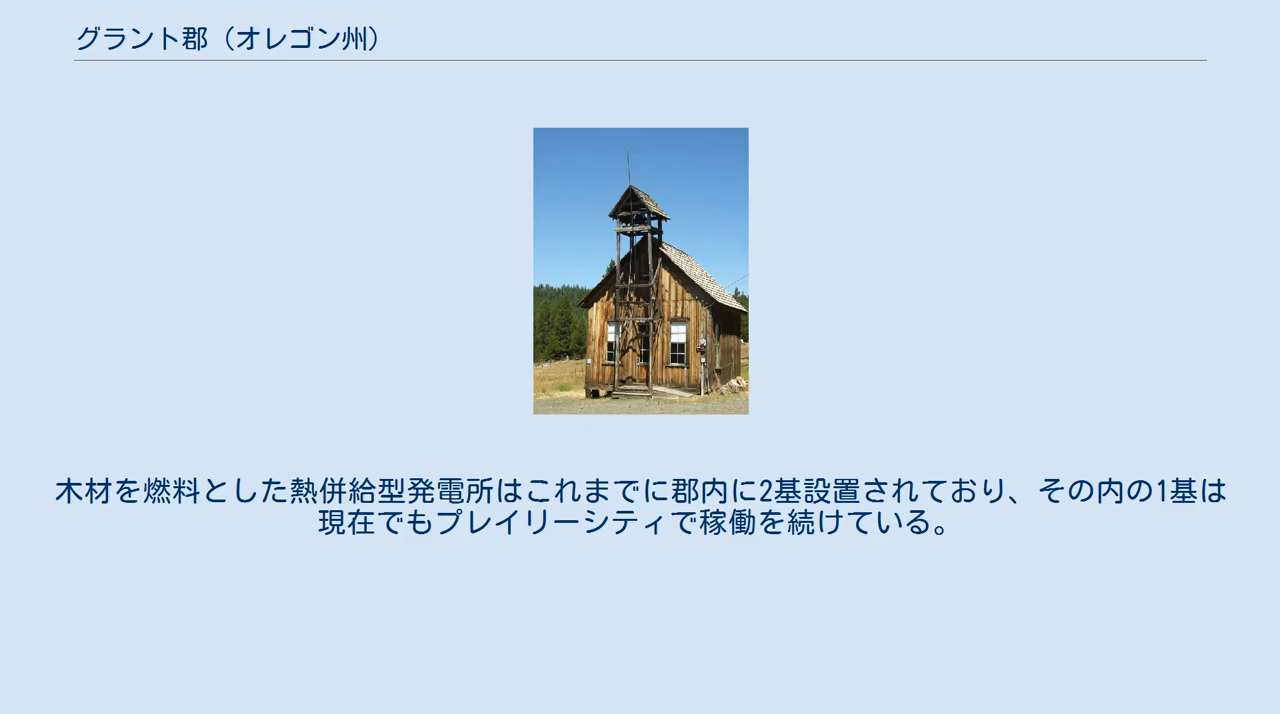 グラント郡（オレゴン州）
木材を燃料とした熱併給型発電所はこれまでに郡内に2基設置されており、その内の1基は
現在でもプレイリーシティで稼働を続けている。